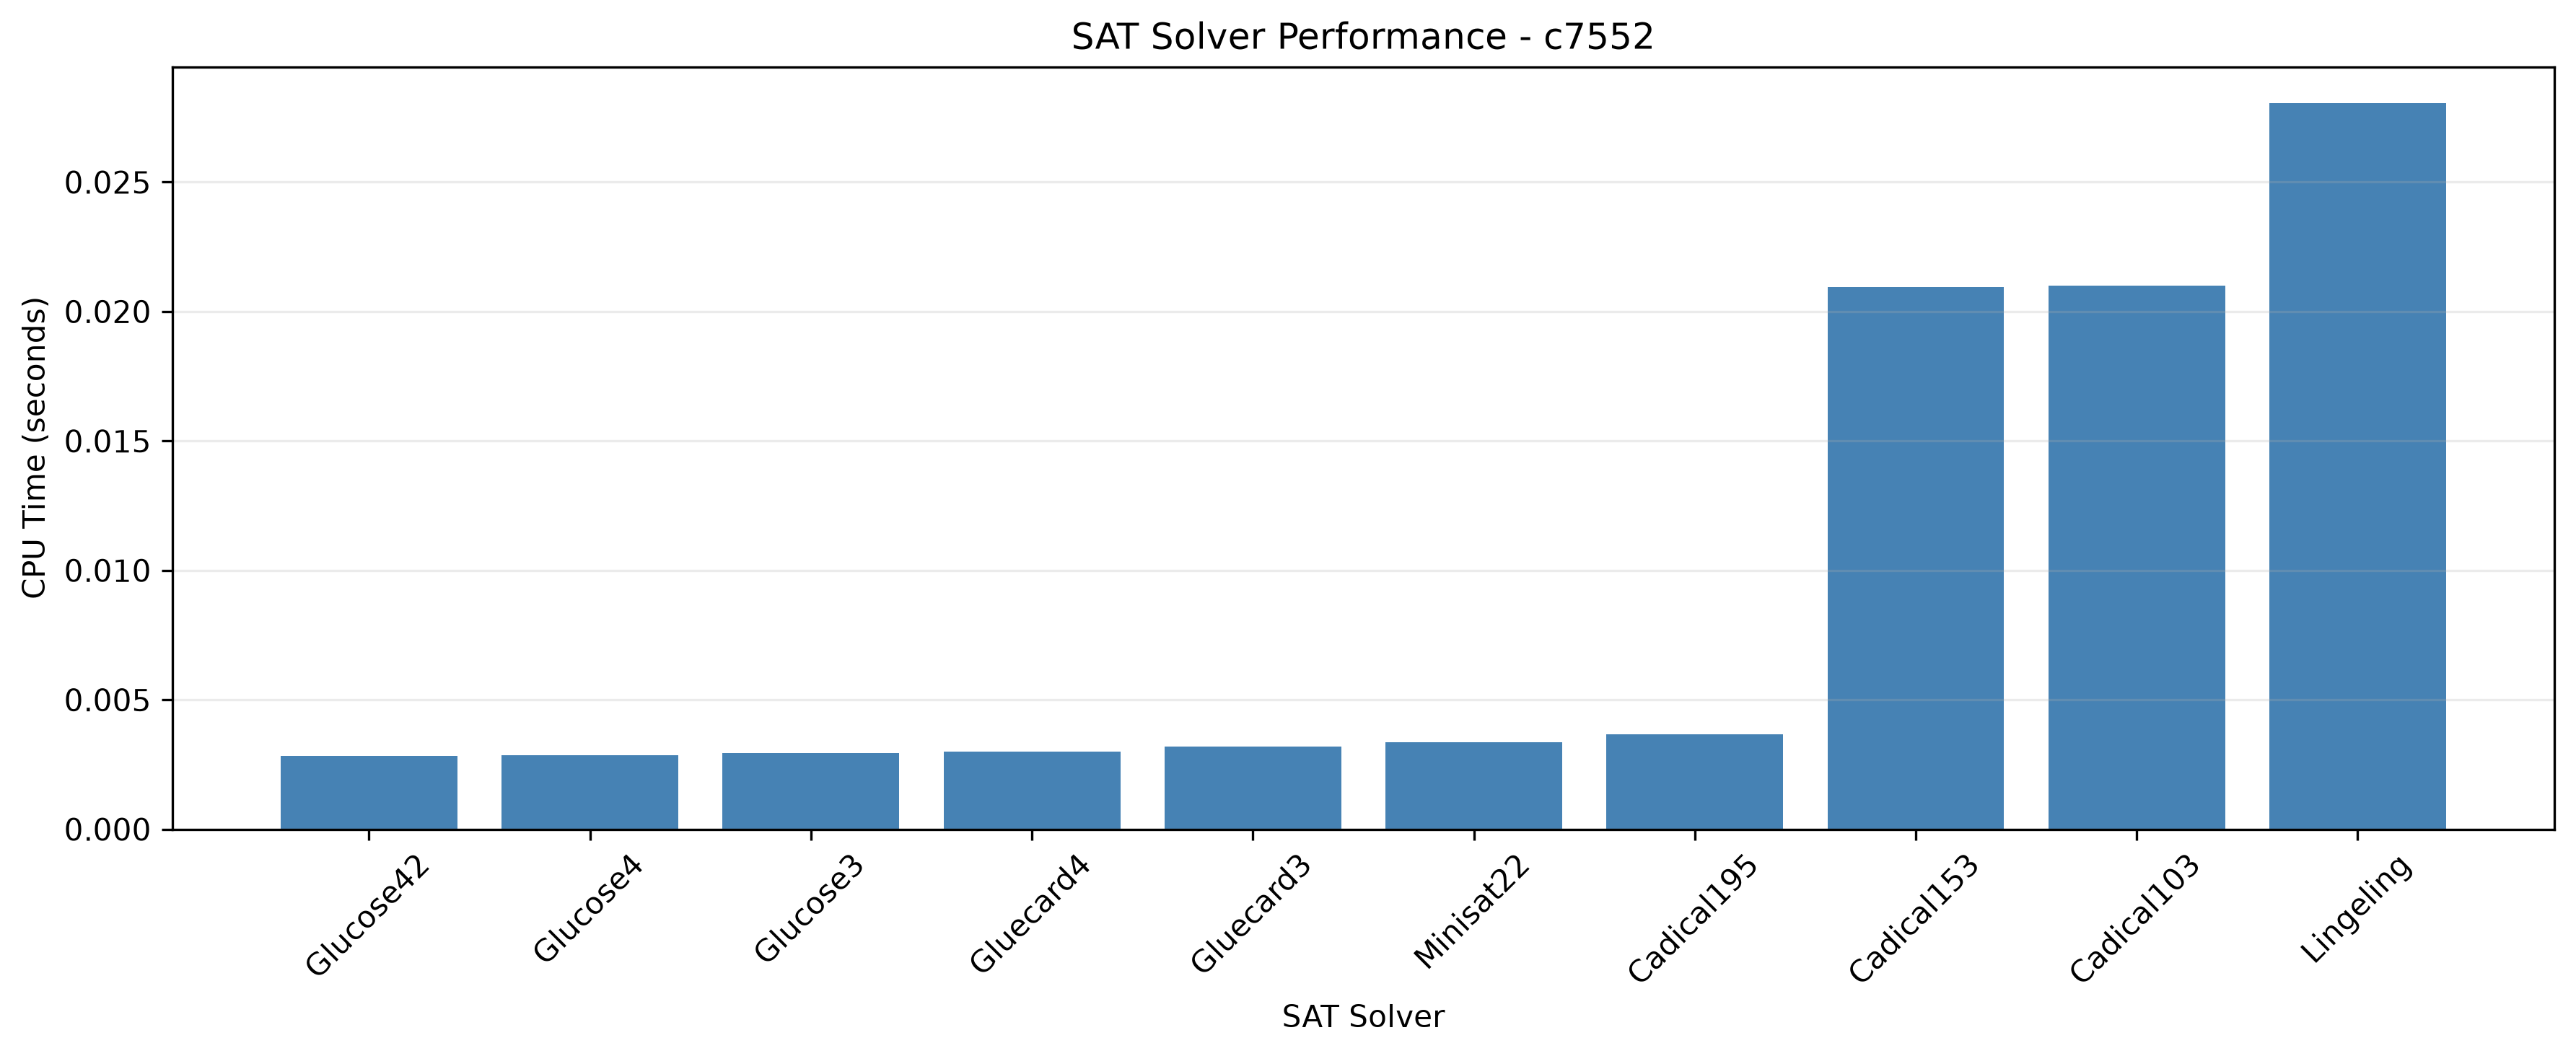 SAT Solver Performance - c7552
CPU Time (seconds)
0.025
0.020
0.015
0.010
0.005
0.000
Glucose42
Glucose4
Glucose3
Gluecard4
Gluecard3
Minisat22
Cadical195
Cadical153
Cadical103
Lingeling
SAT Solver